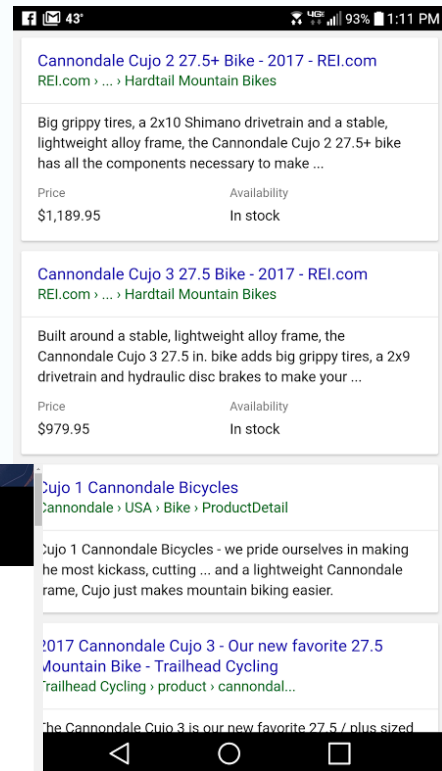 43°
4G 93% 1:11 PM
Cannondale Cujo 2 27.5+ Bike - 2017 - REI.com
REI.com › ... › Hardtail Mountain Bikes
Big grippy tires, a 2x10 Shimano drivetrain and a stable,
lightweight alloy frame, the Cannondale Cujo 2 27.5+ bike
has all the components necessary to make ...
Price Availability
$1,189.95 In stock
Cannondale Cujo 3 27.5 Bike - 2017 - REI.com
REI.com › ... › Hardtail Mountain Bikes
Built around a stable, lightweight alloy frame, the
Cannondale Cujo 3 27.5 in. bike adds big grippy tires, a 2x9
drivetrain and hydraulic disc brakes to make your ...
Price Availability
$979.95 In stock
Cujo 1 Cannondale Bicycles
Cannondale › USA › Bike › ProductDetail
Cujo 1 Cannondale Bicycles - we pride ourselves in making
the most kickass, cutting ... and a lightweight Cannondale
frame, Cujo just makes mountain biking easier.
2017 Cannondale Cujo 3 - Our new favorite 27.5
Mountain Bike - Trailhead Cycling
Trailhead Cycling › product › cannondal...
The Cannondale Cujo 3 is our new favorite 27.5 / plus sized